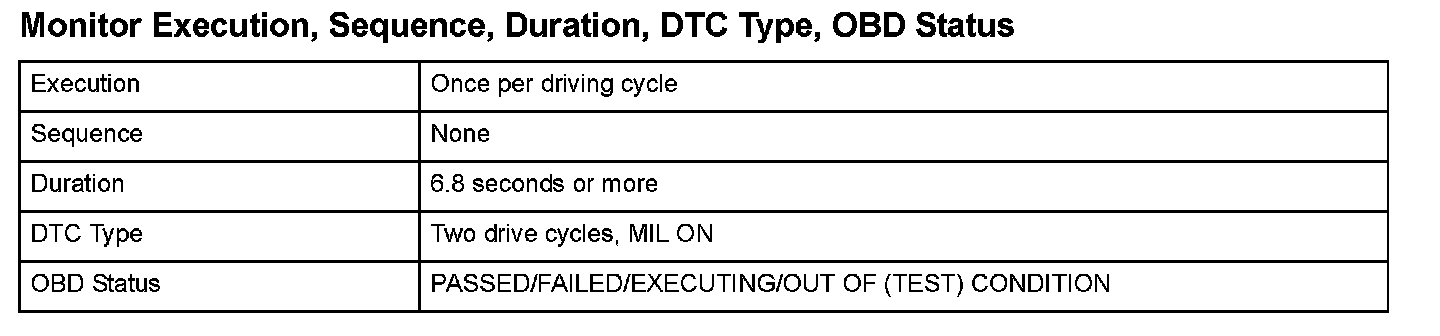 Monitor Execution, Sequence, Duration, DTC Type, OBD Status
Execution Once per driving cycle
Sequence None
Duration 6.8 seconds or more
DTC Type Two drive cycles, MIL ON
OBD Status PASSED/FAILED/EXECUTING/OUT OF (TEST) CONDITION